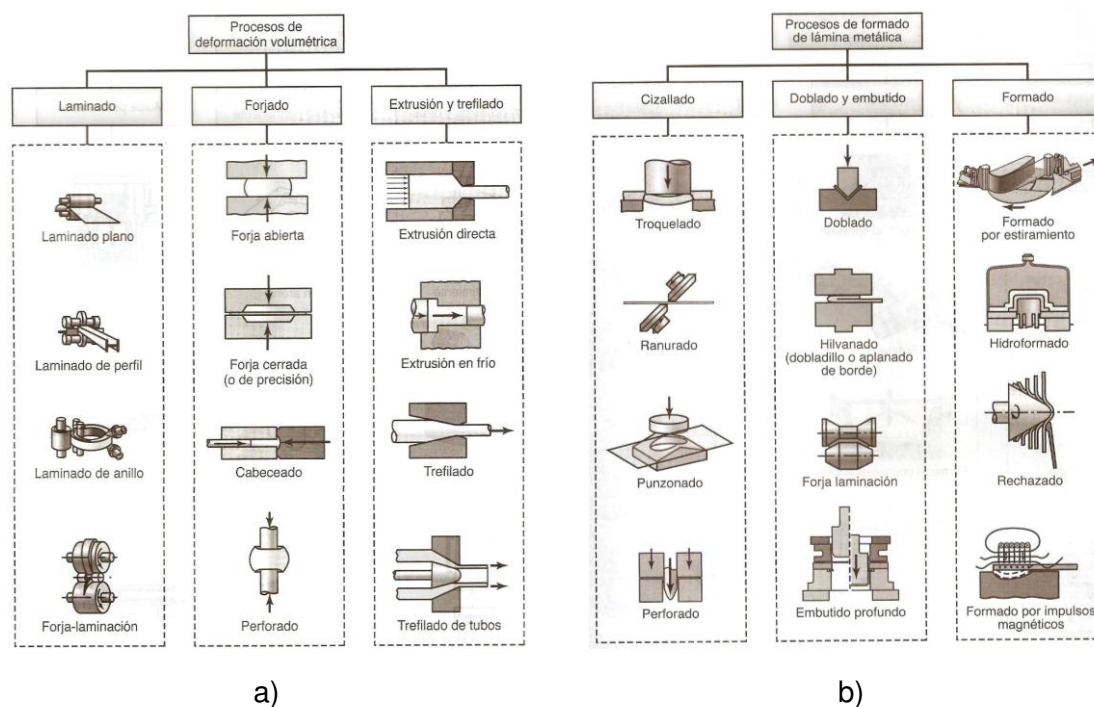 Procesos de
deformación volumétrica
Laminado
Forjado
Extrusión y trefilado
Laminado plano
Laminado de perfil
Laminado de anillo
Forja-laminación
Forja abierta
Forja cerrada
(o de precisión)
Cabeceado
Perforado
Extrusión directa
Extrusión en frío
Trefilado
Trefilado de tubos
a)
Procesos de formado
de lámina metálica
Cizallado
Doblado y embutido
Formado
Troquelado
Ranurado
Punzonado
Perforado
Doblado
Hilvanado
(dobladillo o aplanado
de borde)
Forja laminación
Embutido profundo
Formado
por estiramiento
Hidroformado
Rechazado
Formado por impulsos
magnéticos
b)